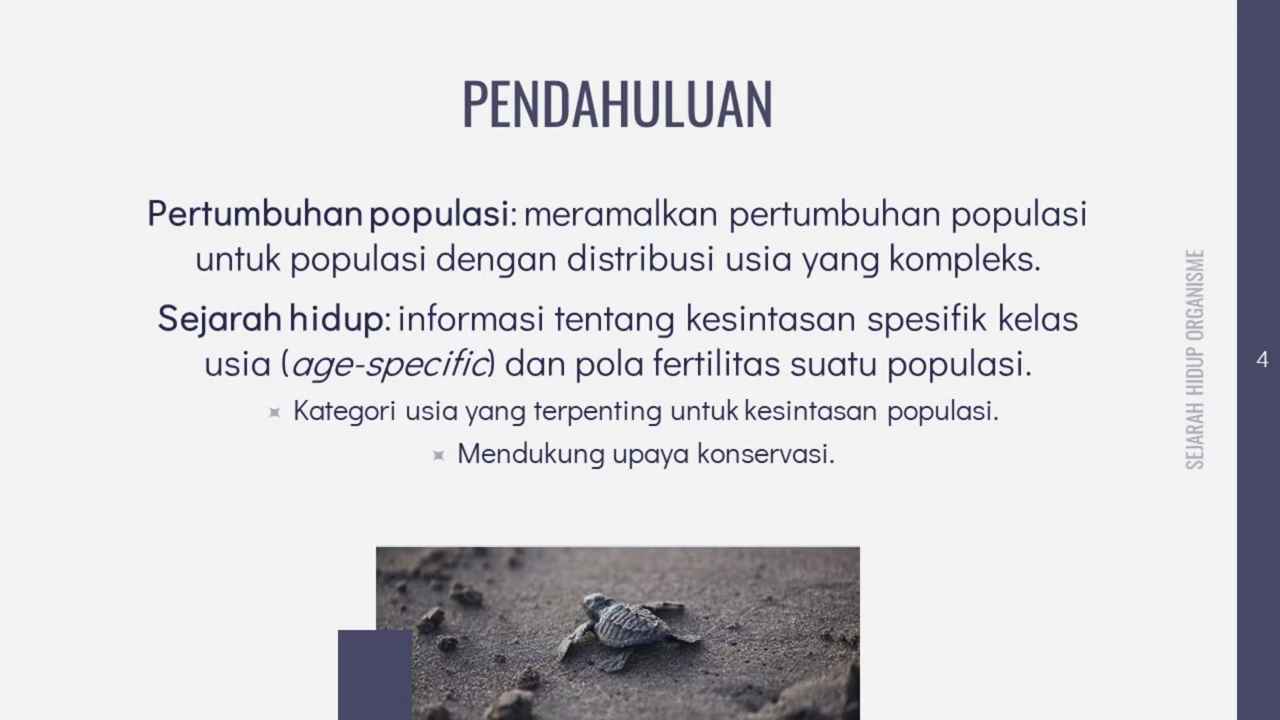 PENDAHULUAN
Pertumbuhan populasi: meramalkan pertumbuhan populasi
untuk populasi dengan distribusi usia yang kompleks.
Sejarah hidup: informasi tentang kesintasan spesifik kelas
usia (age-specific) dan pola fertilitas suatu populasi.
Kategori usia yang terpenting untuk kesintasan populasi.
Mendukung upaya konservasi.
SEJARAH HIDUP ORGANISME
4